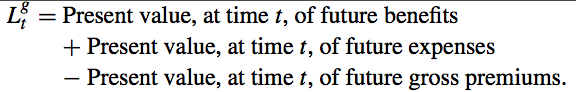 L_t^g = Present value, at time t, of future benefits
+ Present value, at time t, of future expenses
− Present value, at time t, of future gross premiums.